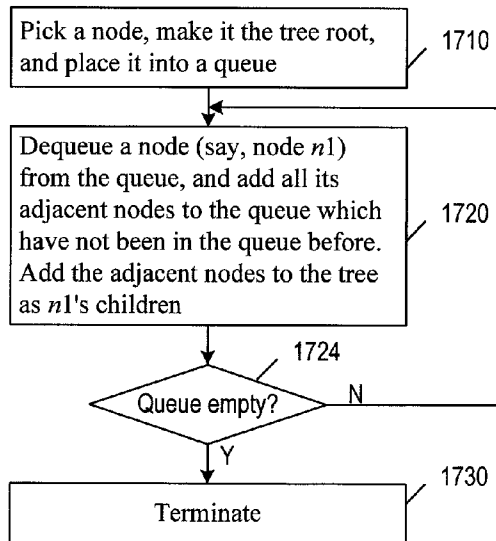 Pick a node, make it the tree root,
and place it into a queue
1710
Dequeue a node (say, node n1)
from the queue, and add all its
adjacent nodes to the queue which
have not been in the queue before.
Add the adjacent nodes to the tree
as n1's children
1720
1724
Queue empty?
N
Y
1730
Terminate